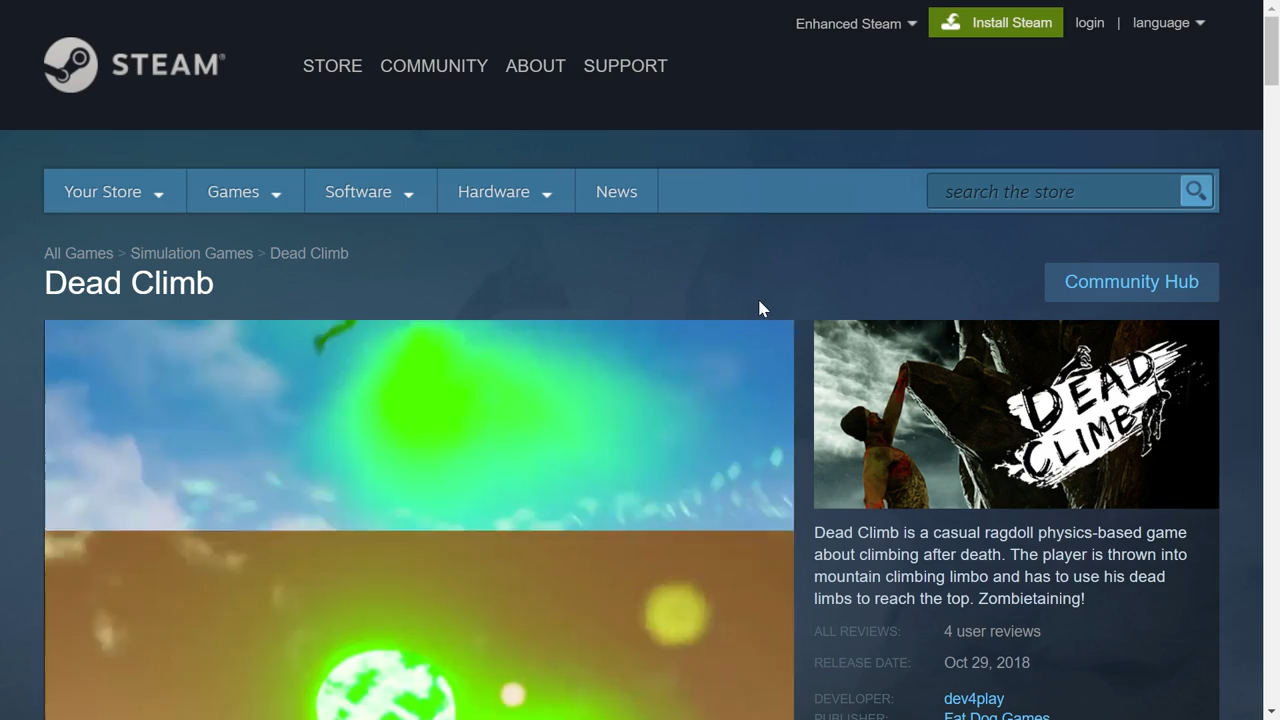 Enhanced Steam
Install Steam
login | language
STEAM®
STORE COMMUNITY ABOUT SUPPORT
Your Store Games Software Hardware News
search the store
All Games > Simulation Games > Dead Climb
Dead Climb
Community Hub
DEAD
CLIMB
Dead Climb is a casual ragdoll physics-based game
about climbing after death. The player is thrown into
mountain climbing limbo and has to use his dead
limbs to reach the top. Zombietaining!
ALL REVIEWS: 4 user reviews
RELEASE DATE: Oct 29, 2018
DEVELOPER: dev4play
PUBLISHER: Fat Dog Games